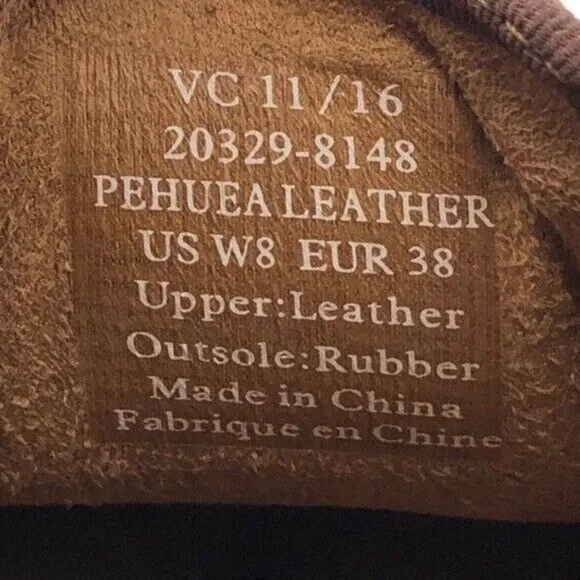 VC 11/16
20329-8148
PEHUEA LEATHER
US W8 EUR 38
Upper:Leather
Outsole:Rubber
Made in China
Fabrique en Chine